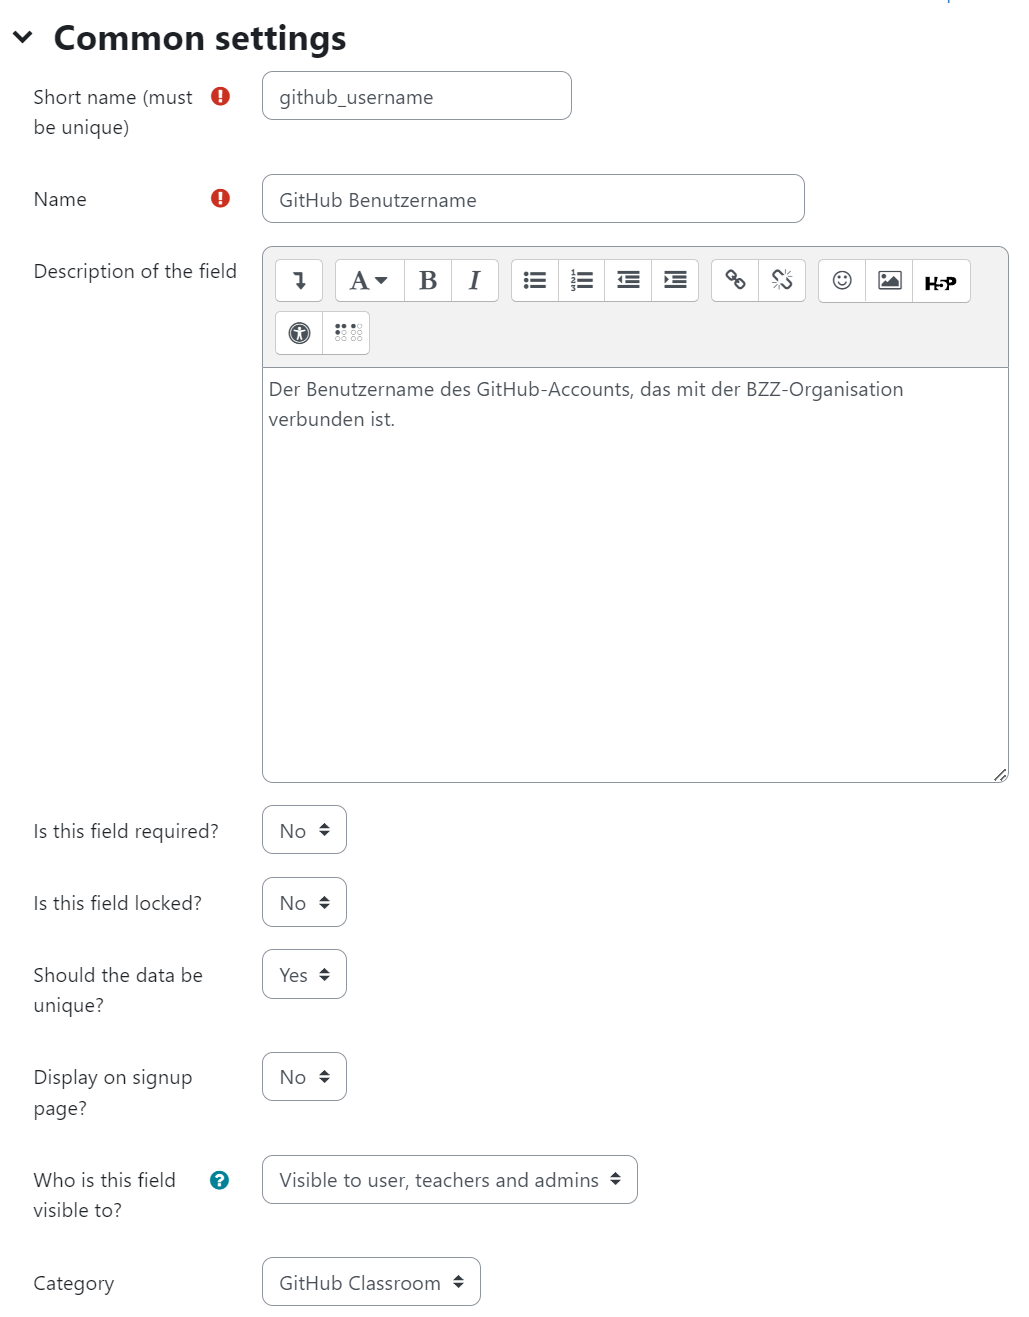 Common settings
Short name (must
be unique)
github_username
Name
GitHub Benutzername
Description of the field
A B I
H5P
Der Benutzername des GitHub-Accounts, das mit der BZZ-Organisation
verbunden ist.
Is this field required?
No
Is this field locked?
No
Should the data be
unique?
Yes
Display on signup
page?
No
Who is this field
visible to?
Visible to user, teachers and admins
Category
GitHub Classroom